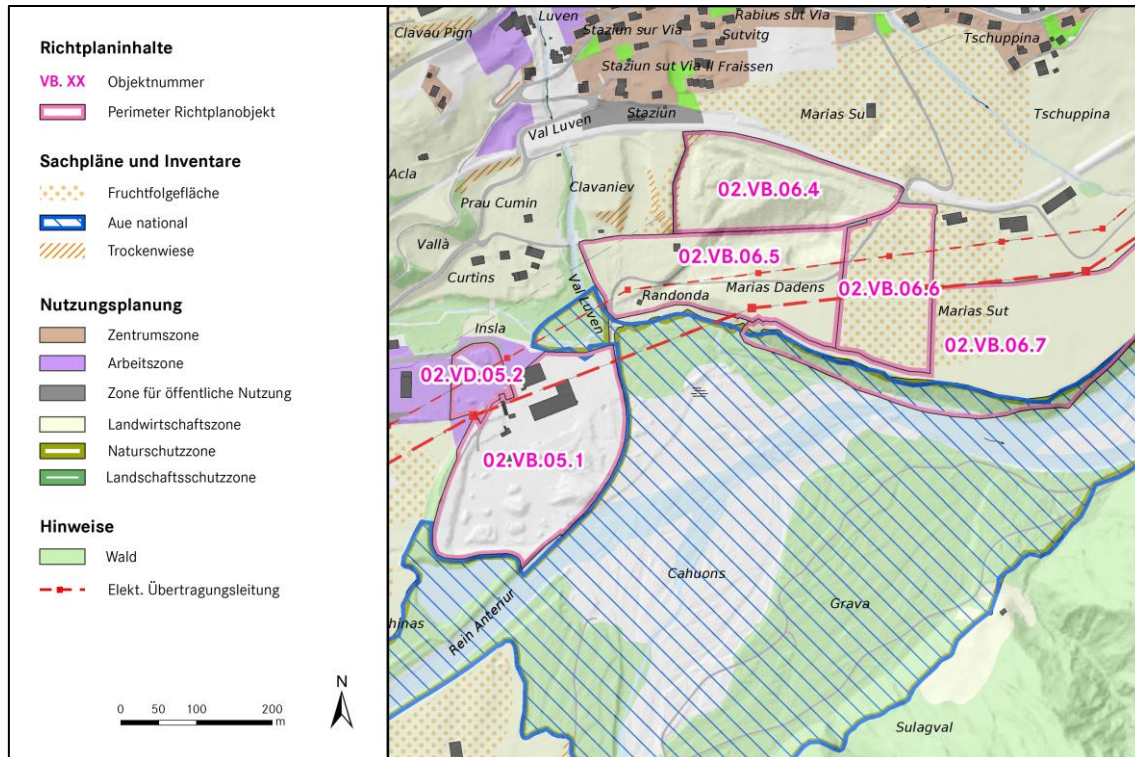 Richtplaninhalte
VB. XX Objektnummer
Perimeter Richtplanobjekt
Sachpläne und Inventare
Fruchtfolgefläche
Aue national
Trockenwiese
Nutzungsplanung
Zentrumszone
Arbeitszone
Zone für öffentliche Nutzung
Landwirtschaftszone
Naturschutzzone
Landschaftsschutzzone
Hinweise
Wald
Elekt. Übertragungsleitung
0 50 100 200
m
N
Luven
Rabius sut Via
Clavau Pign
Staziun sur Via
Sutvitg
Tschuppina
Staziun sut Via II Fraissen
Staziun
Val Luven
Marias Su
Tschuppina
Acla
Clavaniev
02.VB.06.4
Prau Cumin
Vallà
02.VB.06.5
Curtins
Val Luven
Randonda
Marias Dadens
02.VB.06.6
Marias Sut
Insla
02.VB.06.7
02.VD.05.2
02.VB.05.1
Cahuons
Grava
hinas
Rein Anteriur
Sulagval